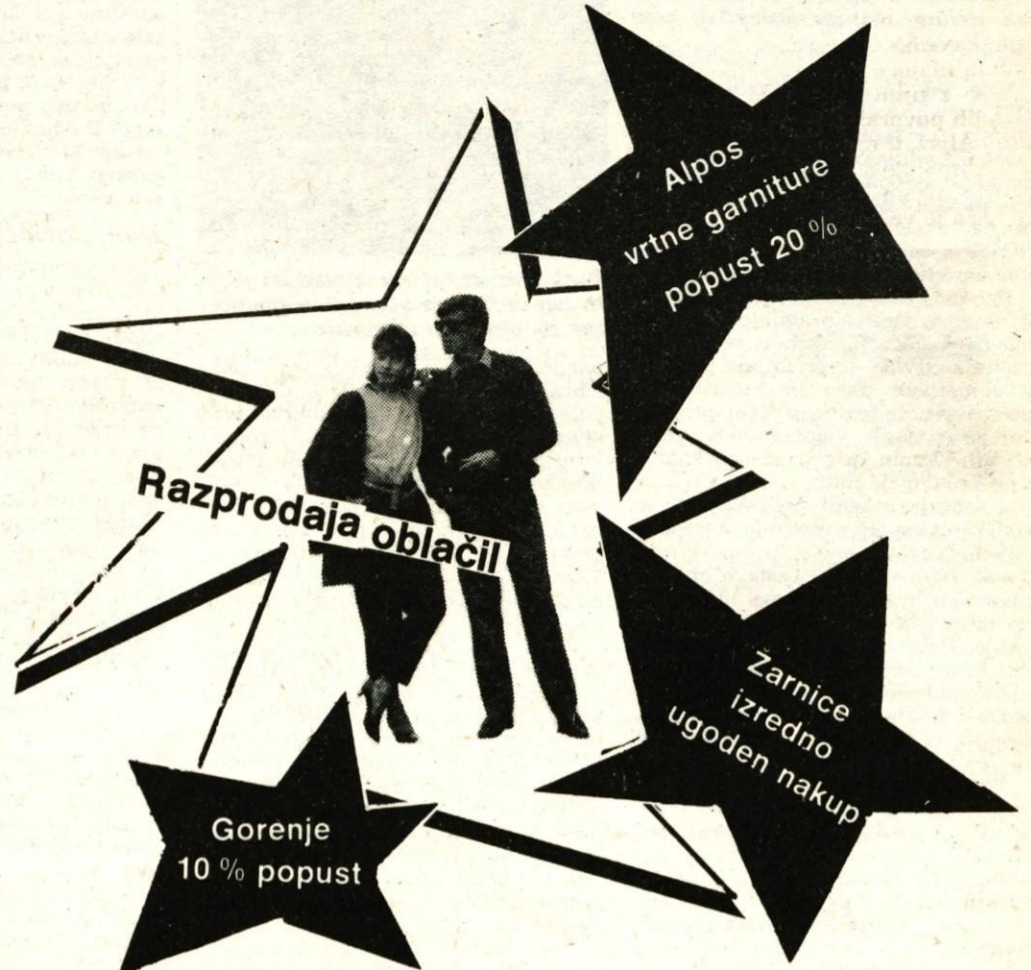 Alpos
vrtne garniture
popust 20 %
Razprodaja oblačil
Žarnice
izredno
ugoden nakup
Gorenje
10 % popust